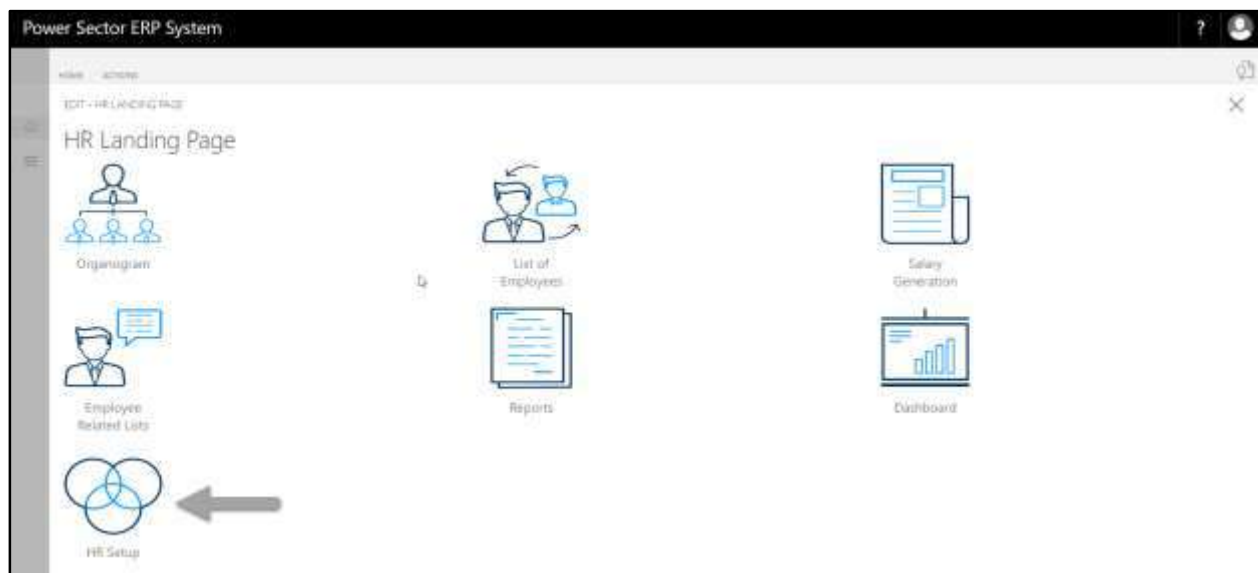 Power Sector ERP System ?
HOME ACTIONS
EDIT - HR LANDING PAGE
HR Landing Page
Organogram
List of
Employees
Salary
Generation
Employee
Related Lists
Reports
Dashboard
HR Setup